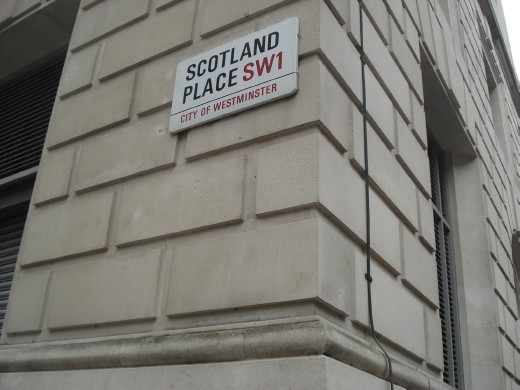 SCOTLAND
PLACE SW1
CITY OF WESTMINSTER